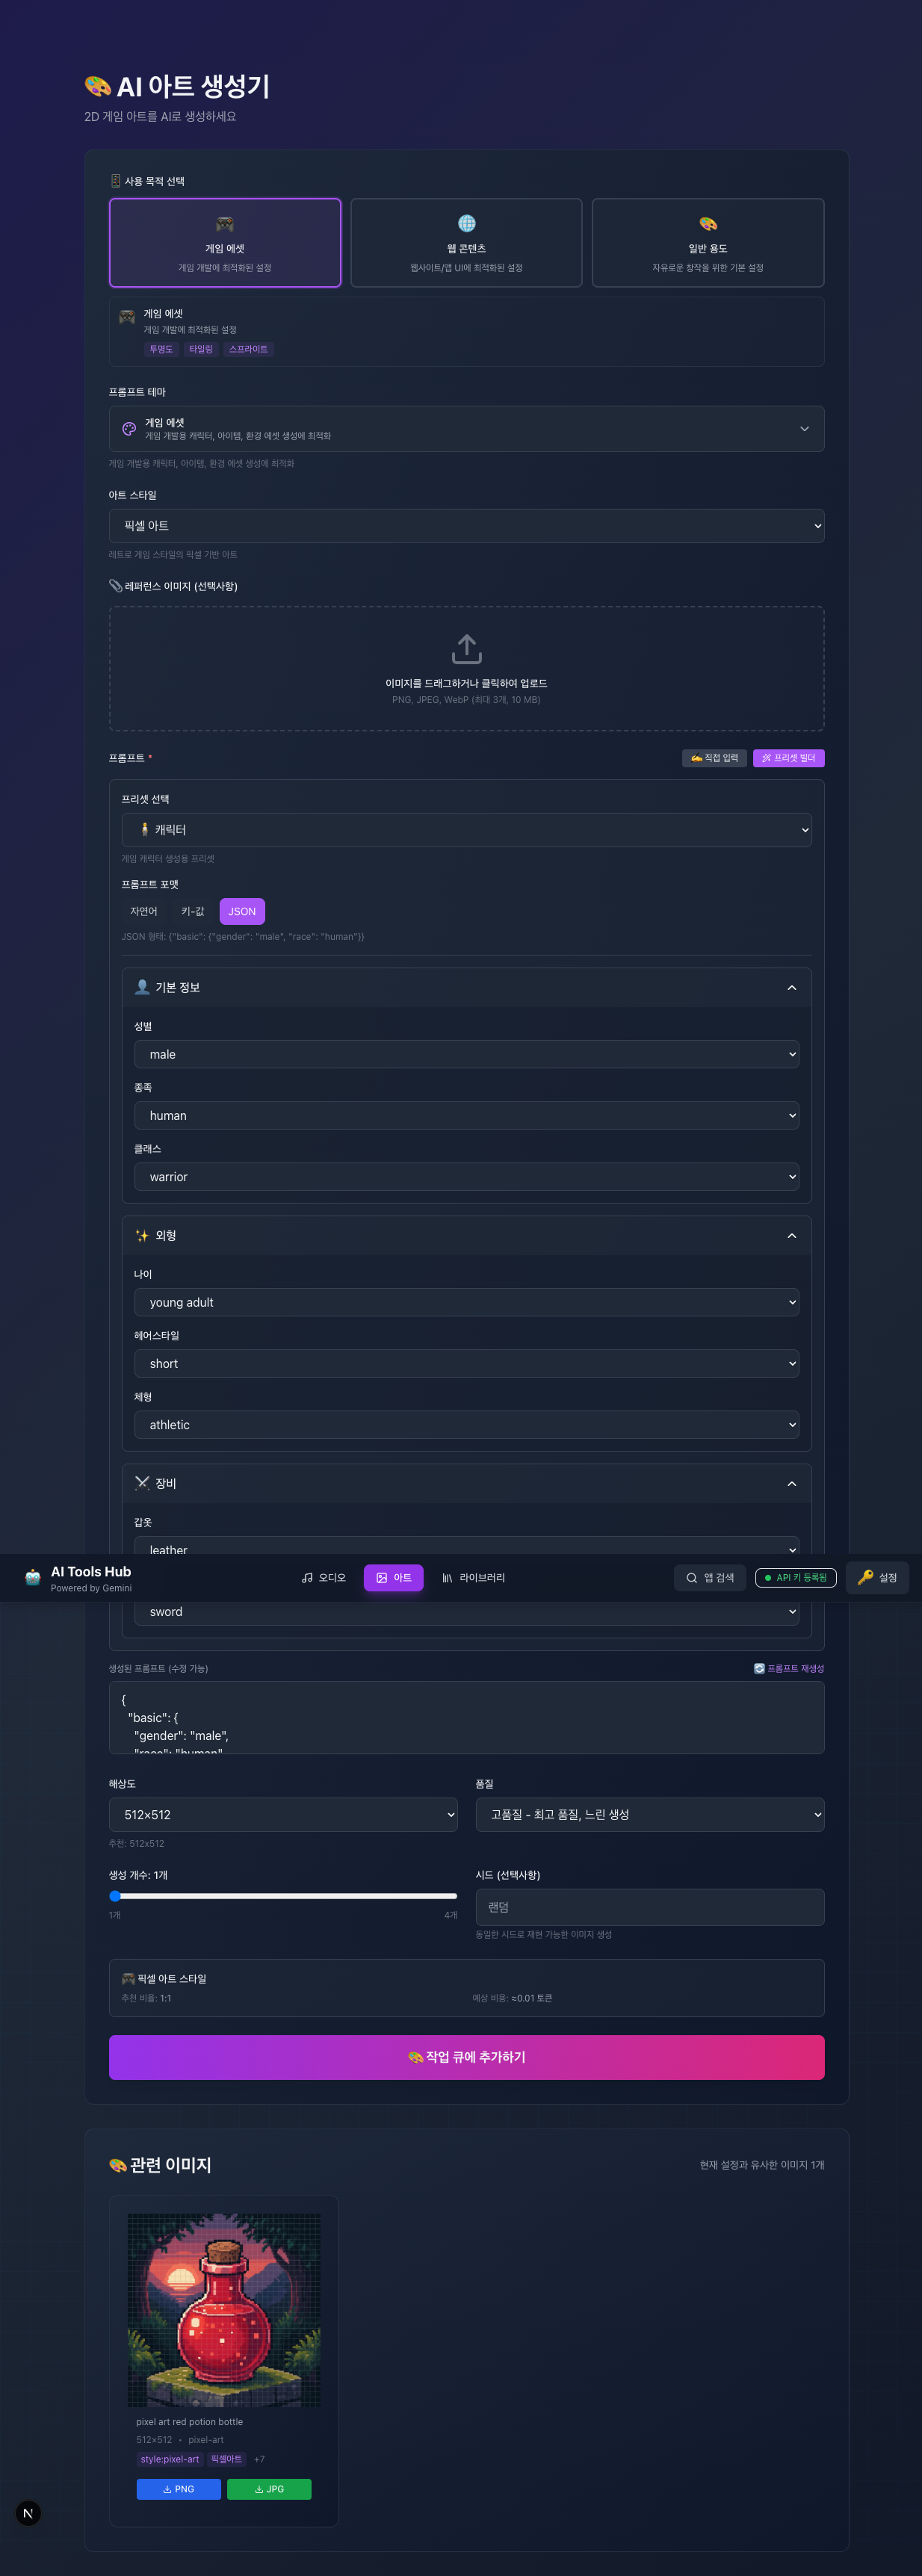 AI 아트 생성기
2D 게임 아트를 AI로 생성하세요
사용 목적 선택
게임 에셋
게임 개발에 최적화된 설정
웹 콘텐츠
웹사이트/앱 UI에 최적화된 설정
일반 용도
자유로운 창작을 위한 기본 설정
게임 에셋
게임 개발에 최적화된 설정
투명도 타일링 스프라이트
프롬프트 테마
게임 에셋
게임 개발용 캐릭터, 아이템, 환경 에셋 생성에 최적화
게임 개발용 캐릭터, 아이템, 환경 에셋 생성에 최적화
아트 스타일
픽셀 아트
레트로 게임 스타일의 픽셀 기반 아트
레퍼런스 이미지 (선택사항)
이미지를 드래그하거나 클릭하여 업로드
PNG, JPEG, WebP (최대 3개, 10 MB)
프롬프트 *
직접 입력
프리셋 빌더
프리셋 선택
캐릭터
게임 캐릭터 생성용 프리셋
프롬프트 포맷
자연어 키-값 JSON
JSON 형태: {"basic": {"gender": "male", "race": "human"}}
기본 정보
성별
male
종족
human
클래스
warrior
외형
나이
young adult
헤어스타일
short
체형
athletic
장비
갑옷
leather
AI Tools Hub
Powered by Gemini
오디오
아트
라이브러리
앱 검색
API 키 등록됨
설정
sword
생성된 프롬프트 (수정 가능)
프롬프트 재생성
{
"basic": {
"gender": "male",
"race": "human"
해상도
512×512
추천: 512x512
품질
고품질 - 최고 품질, 느린 생성
생성 개수: 1개
1개
4개
시드 (선택사항)
랜덤
동일한 시드로 재현 가능한 이미지 생성
픽셀 아트 스타일
추천 비율: 1:1
예상 비용: ≈0.01 토큰
작업 큐에 추가하기
관련 이미지
현재 설정과 유사한 이미지 1개
pixel art red potion bottle
512×512 • pixel-art
style:pixel-art 픽셀아트 +7
PNG
JPG
N